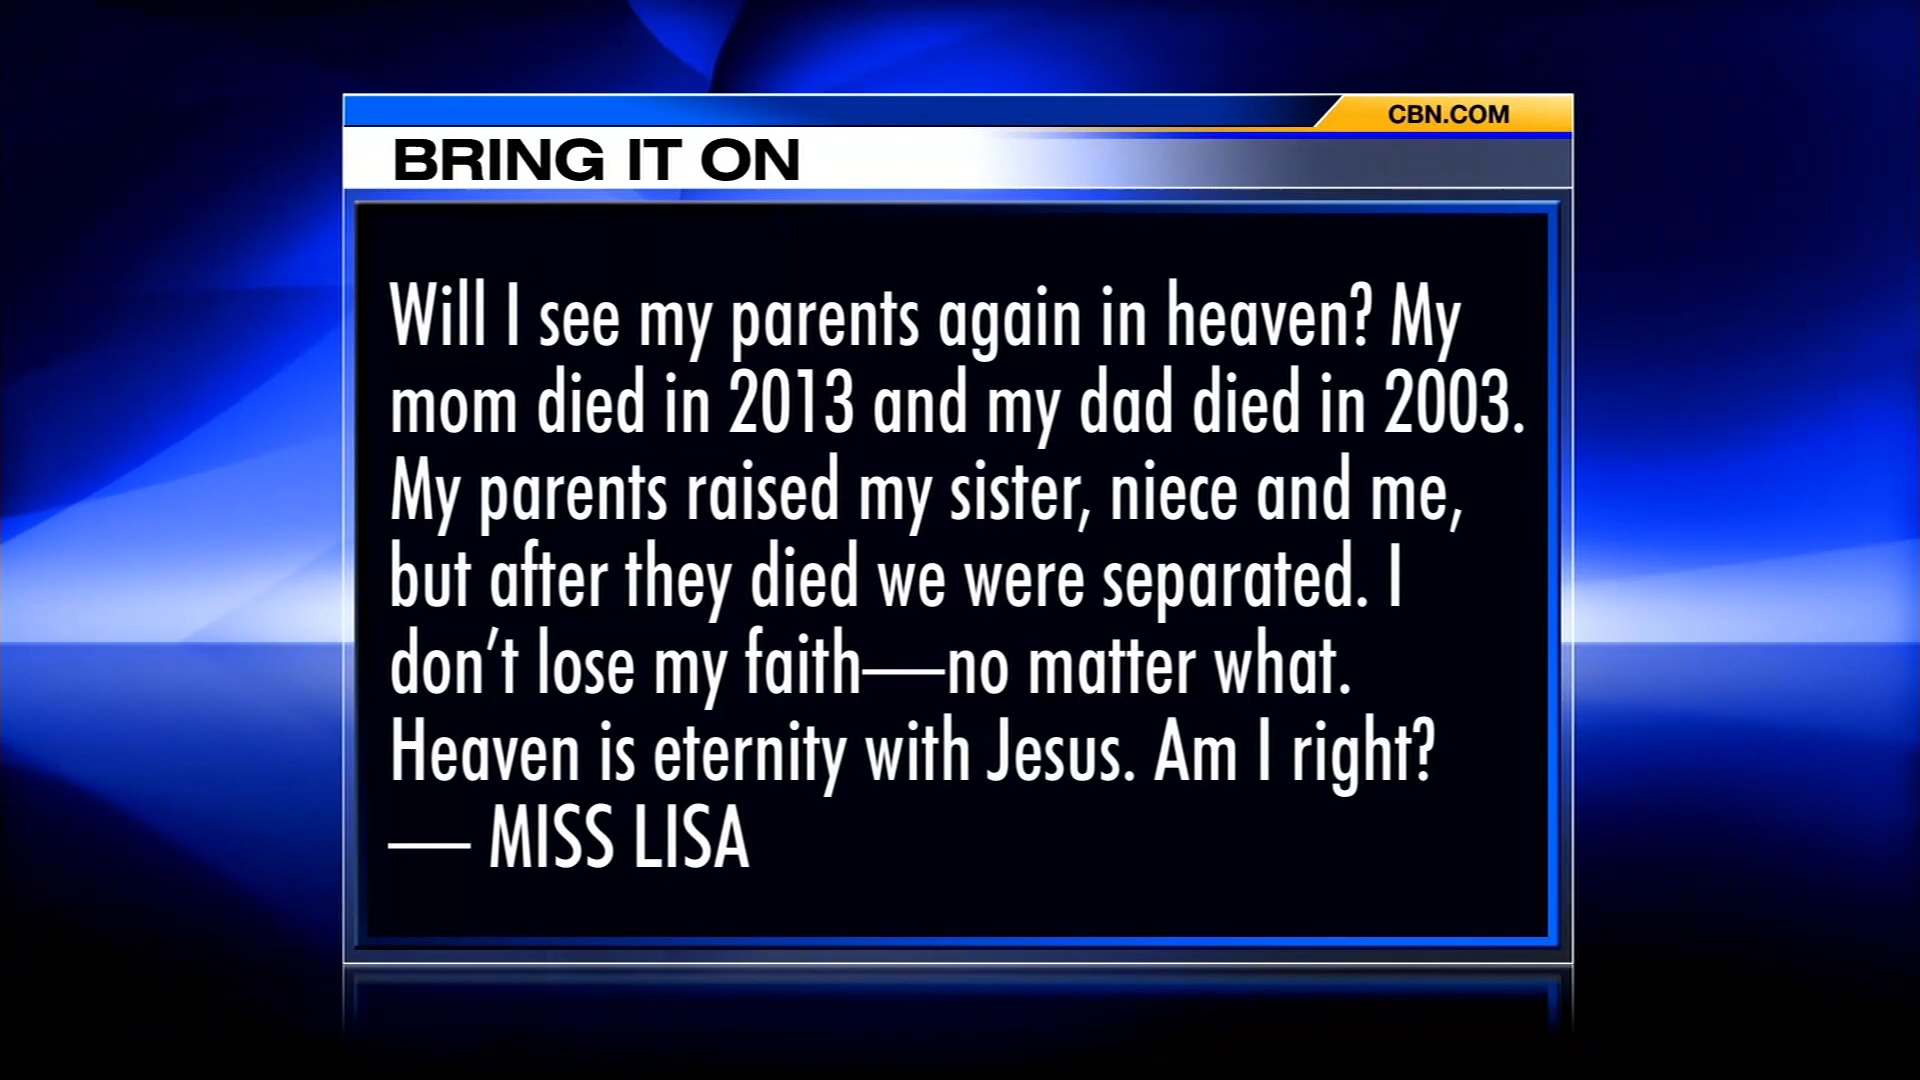 CBN.COM
BRING IT ON
Will I see my parents again in heaven? My
mom died in 2013 and my dad died in 2003.
My parents raised my sister, niece and me,
but after they died we were separated. I
don’t lose my faith—no matter what.
Heaven is eternity with Jesus. Am I right?
— MISS LISA